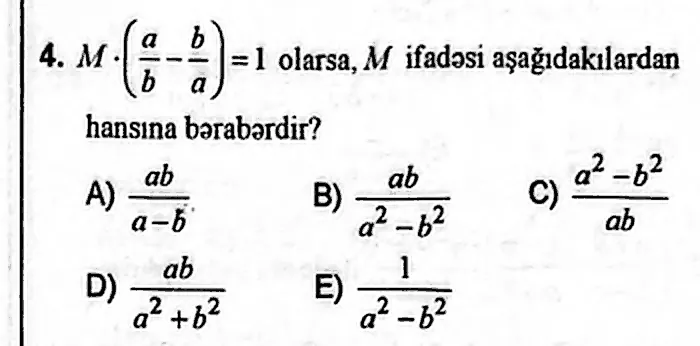 4. M·(a/b − b/a) = 1 olarsa, M ifadəsi aşağıdakılardan
hansına bərabərdir?
A) ab/(a−b) B) ab/(a² −b²) C) (a² −b²)/ab
D) ab/(a² +b²) E) 1/(a² −b²)